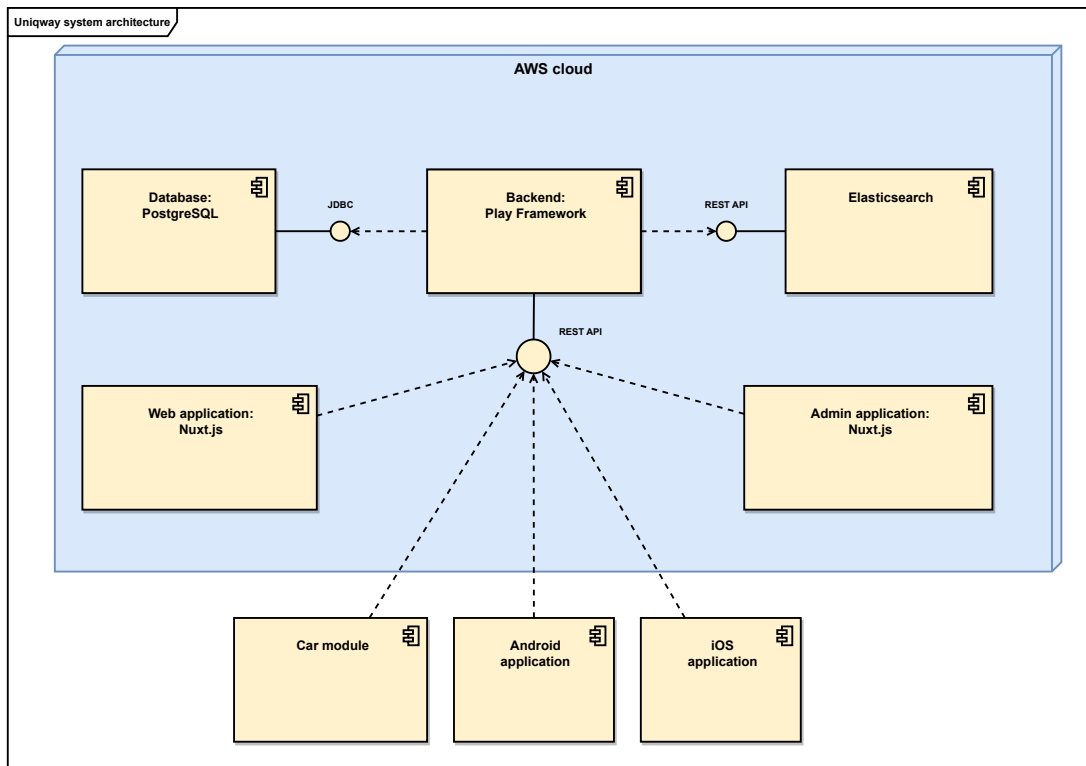 Uniqway system architecture
AWS cloud
Database:
PostgreSQL
JDBC
Backend:
Play Framework
REST API
Elasticsearch
REST API
Web application:
Nuxt.js
Admin application:
Nuxt.js
Car module
Android
application
iOS
application